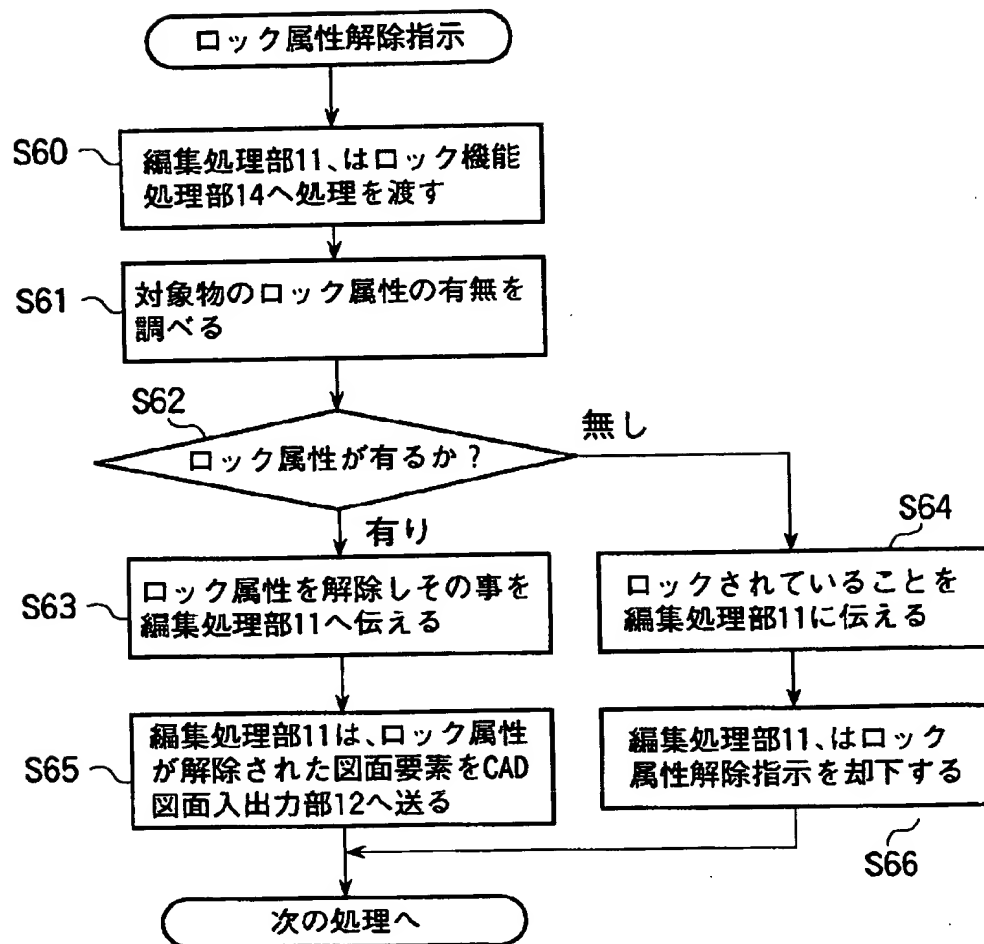 ロック属性解除指示
S60
編集処理部11、はロック機能
処理部14へ処理を渡す
S61
対象物のロック属性の有無を
調べる
S62
ロック属性が有るか?
無し
有り
S63
ロック属性を解除しその事を
編集処理部11へ伝える
S64
ロックされていることを
編集処理部11に伝える
S65
編集処理部11は、ロック属性
が解除された図面要素をCAD
図面入出力部12へ送る
編集処理部11、はロック
属性解除指示を却下する
S66
次の処理へ